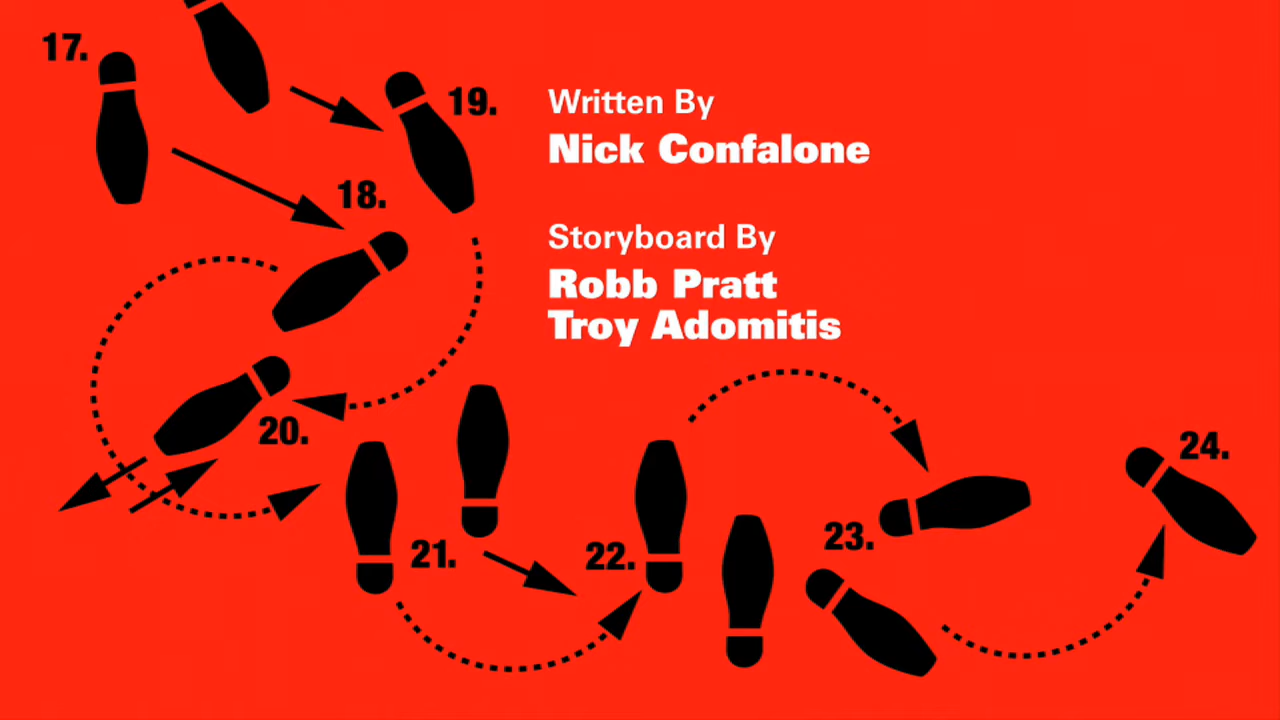 17.
19.
Written By
Nick Confalone
18.
Storyboard By
Robb Pratt
Troy Adomitis
20.
24.
21.
22.
23.